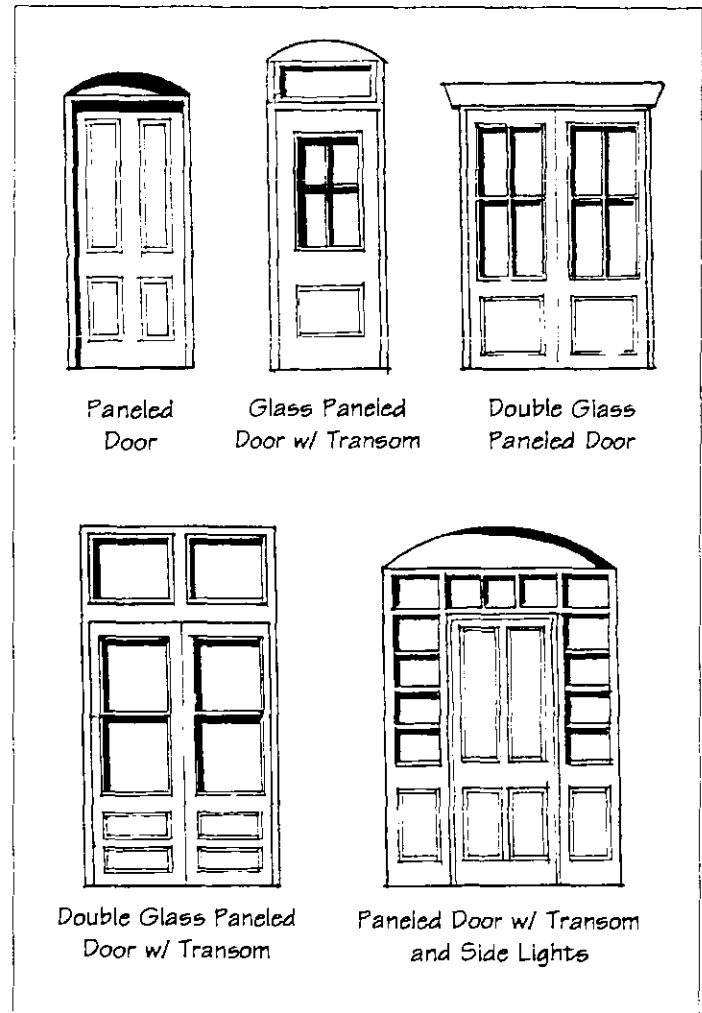 Paneled
Door
Glass Paneled
Door w/ Transom
Double Glass
Paneled Door
Double Glass Paneled
Door w/ Transom
Paneled Door w/ Transom
and Side Lights